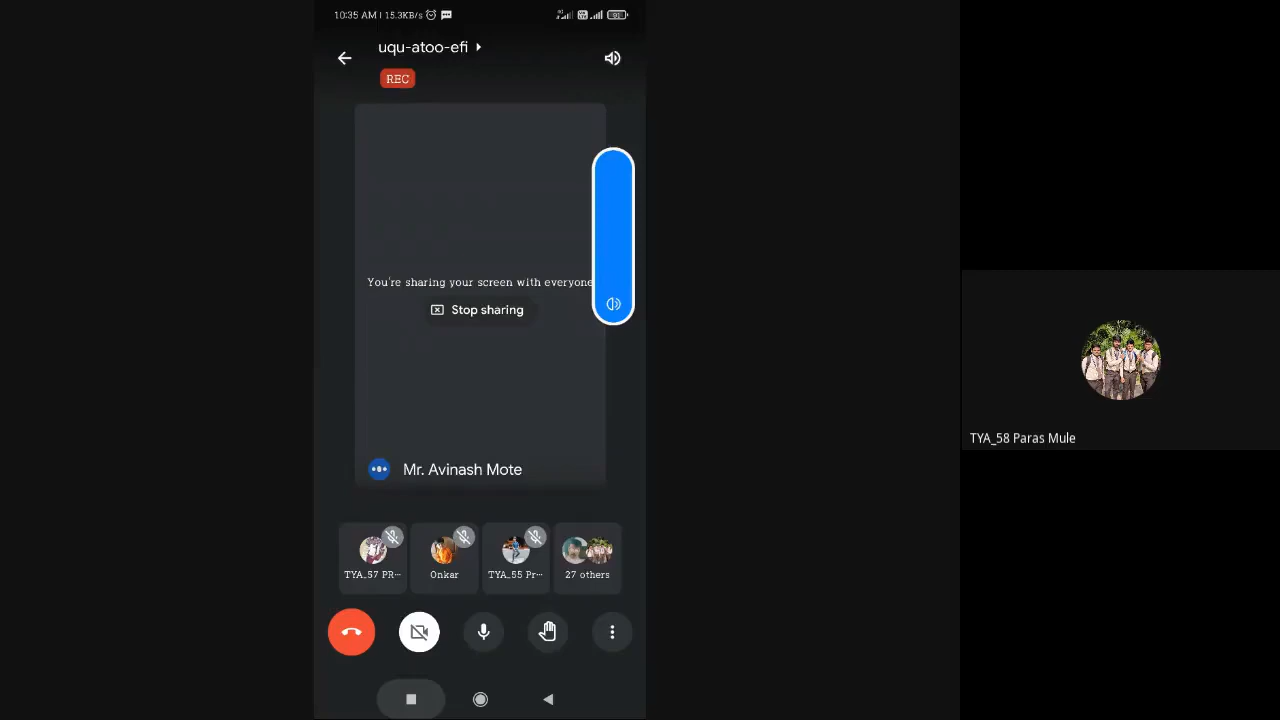 10:35 AM | 15.3KB/s
uqu-atoo-efi
REC
You're sharing your screen with everyone
Stop sharing
Mr. Avinash Mote
TYA_57 PR...
Onkar
TYA_55 Pr...
27 others
TYA_58 Paras Mule